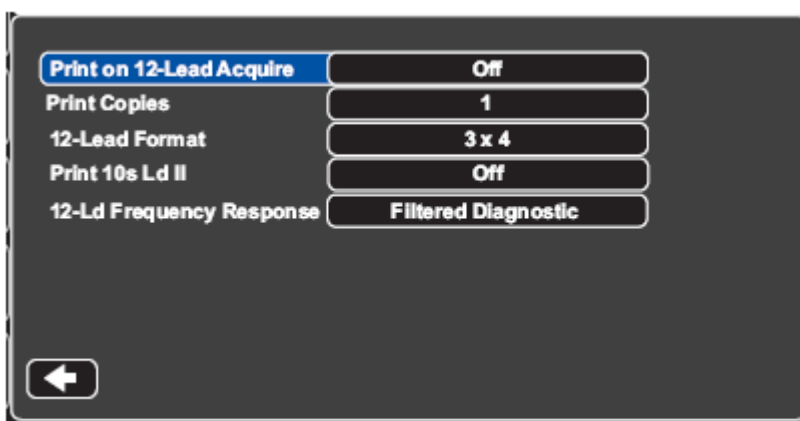 Print on 12-Lead Acquire Off
Print Copies 1
12-Lead Format 3 x 4
Print 10s Ld II Off
12-Ld Frequency Response Filtered Diagnostic